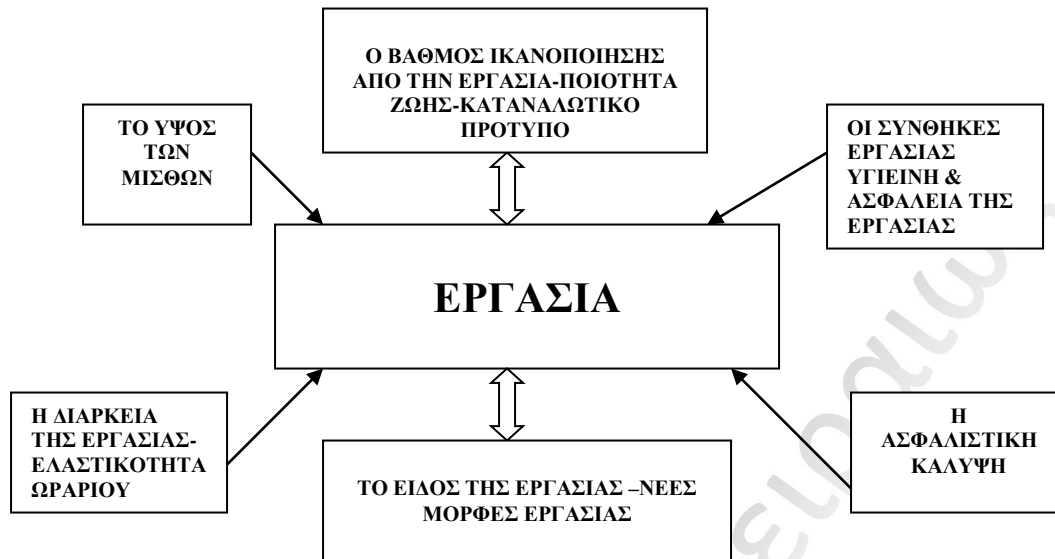 Ο ΒΑΘΜΟΣ ΙΚΑΝΟΠΟΙΗΣΗΣ
ΑΠΟ ΤΗΝ ΕΡΓΑΣΙΑ-ΠΟΙΟΤΗΤΑ
ΖΩΗΣ-ΚΑΤΑΝΑΛΩΤΙΚΟ
ΠΡΟΤΥΠΟ
ΤΟ ΥΨΟΣ
ΤΩΝ
ΜΙΣΘΩΝ
ΟΙ ΣΥΝΘΗΚΕΣ
ΕΡΓΑΣΙΑΣ
ΥΓΙΕΙΝΗ &
ΑΣΦΑΛΕΙΑ ΤΗΣ
ΕΡΓΑΣΙΑΣ
ΕΡΓΑΣΙΑ
Η ΔΙΑΡΚΕΙΑ
ΤΗΣ ΕΡΓΑΣΙΑΣ-
ΕΛΑΣΤΙΚΟΤΗΤΑ
ΩΡΑΡΙΟΥ
ΤΟ ΕΙΔΟΣ ΤΗΣ ΕΡΓΑΣΙΑΣ –ΝΕΕΣ
ΜΟΡΦΕΣ ΕΡΓΑΣΙΑΣ
Η
ΑΣΦΑΛΙΣΤΙΚΗ
ΚΑΛΥΨΗ